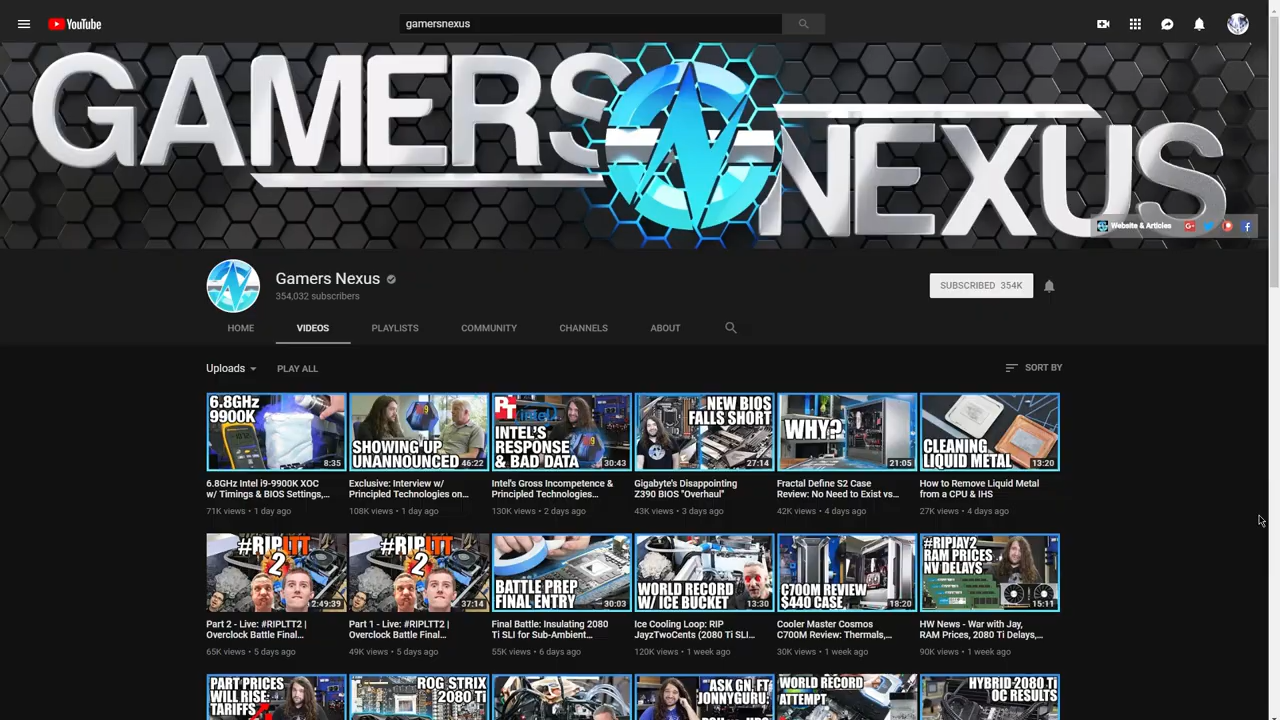 YouTube
gamersnexus
GAMERS NEXUS
Website & Articles
Gamers Nexus
354,032 subscribers
SUBSCRIBED 354K
HOME
VIDEOS
PLAYLISTS
COMMUNITY
CHANNELS
ABOUT
Uploads
PLAY ALL
SORT BY
6.8GHz
9900K
8:35
SHOWING UP
UNANNOUNCED
46:22
INTEL'S
RESPONSE
& BAD DATA
30:43
NEW BIOS
FALLS SHORT
27:14
WHY?
21:05
CLEANING
LIQUID METAL
13:20
6.8GHz Intel i9-9900K XOC
w/ Timings & BIOS Settings,...
71K views • 1 day ago
Exclusive: Interview w/
Principled Technologies on...
108K views • 1 day ago
Intel's Gross Incompetence &
Principled Technologies...
130K views • 2 days ago
Gigabyte's Disappointing
Z390 BIOS "Overhaul"
43K views • 3 days ago
Fractal Define S2 Case
Review: No Need to Exist vs...
42K views • 4 days ago
How to Remove Liquid Metal
from a CPU & IHS
27K views • 4 days ago
#RIPLTT
2
2:49:39
#RIPLTT
2
37:14
BATTLE PREP
FINAL ENTRY
30:03
WORLD RECORD
W/ ICE BUCKET
13:30
C700M REVIEW
$440 CASE
18:20
#RIPJAY2
RAM PRICES
NV DELAYS
15:11
Part 2 - Live: #RIPLTT2 |
Overclock Battle Final...
65K views • 5 days ago
Part 1 - Live: #RIPLTT2 |
Overclock Battle Final...
49K views • 5 days ago
Final Battle: Insulating 2080
Ti SLI for Sub-Ambient...
55K views • 6 days ago
Ice Cooling Loop: RIP
JayzTwoCents (2080 Ti SLI...
120K views • 1 week ago
Cooler Master Cosmos
C700M Review: Thermals,...
30K views • 1 week ago
HW News - War with Jay,
RAM Prices, 2080 Ti Delays,...
90K views • 1 week ago
PART PRICES
WILL RISE:
TARIFFS
ROG STRIX
2080 Ti
ASK GN, FT.
JONNYGURU:
WORLD RECORD
ATTEMPT
HYBRID 2080 Ti
OC RESULTS